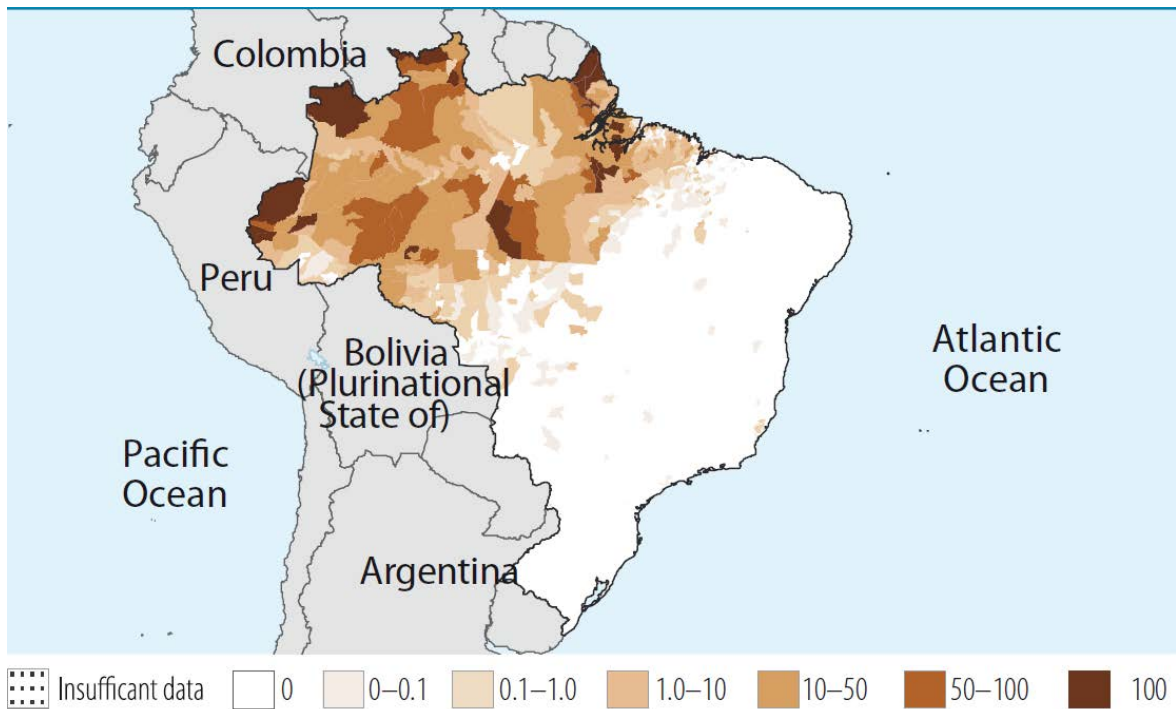 Colombia
Peru
Bolivia
(Plurinational
State of)
Atlantic
Ocean
Pacific
Ocean
Argentina
Insufficant data 0 0–0.1 0.1–1.0 1.0–10 10–50 50–100 100